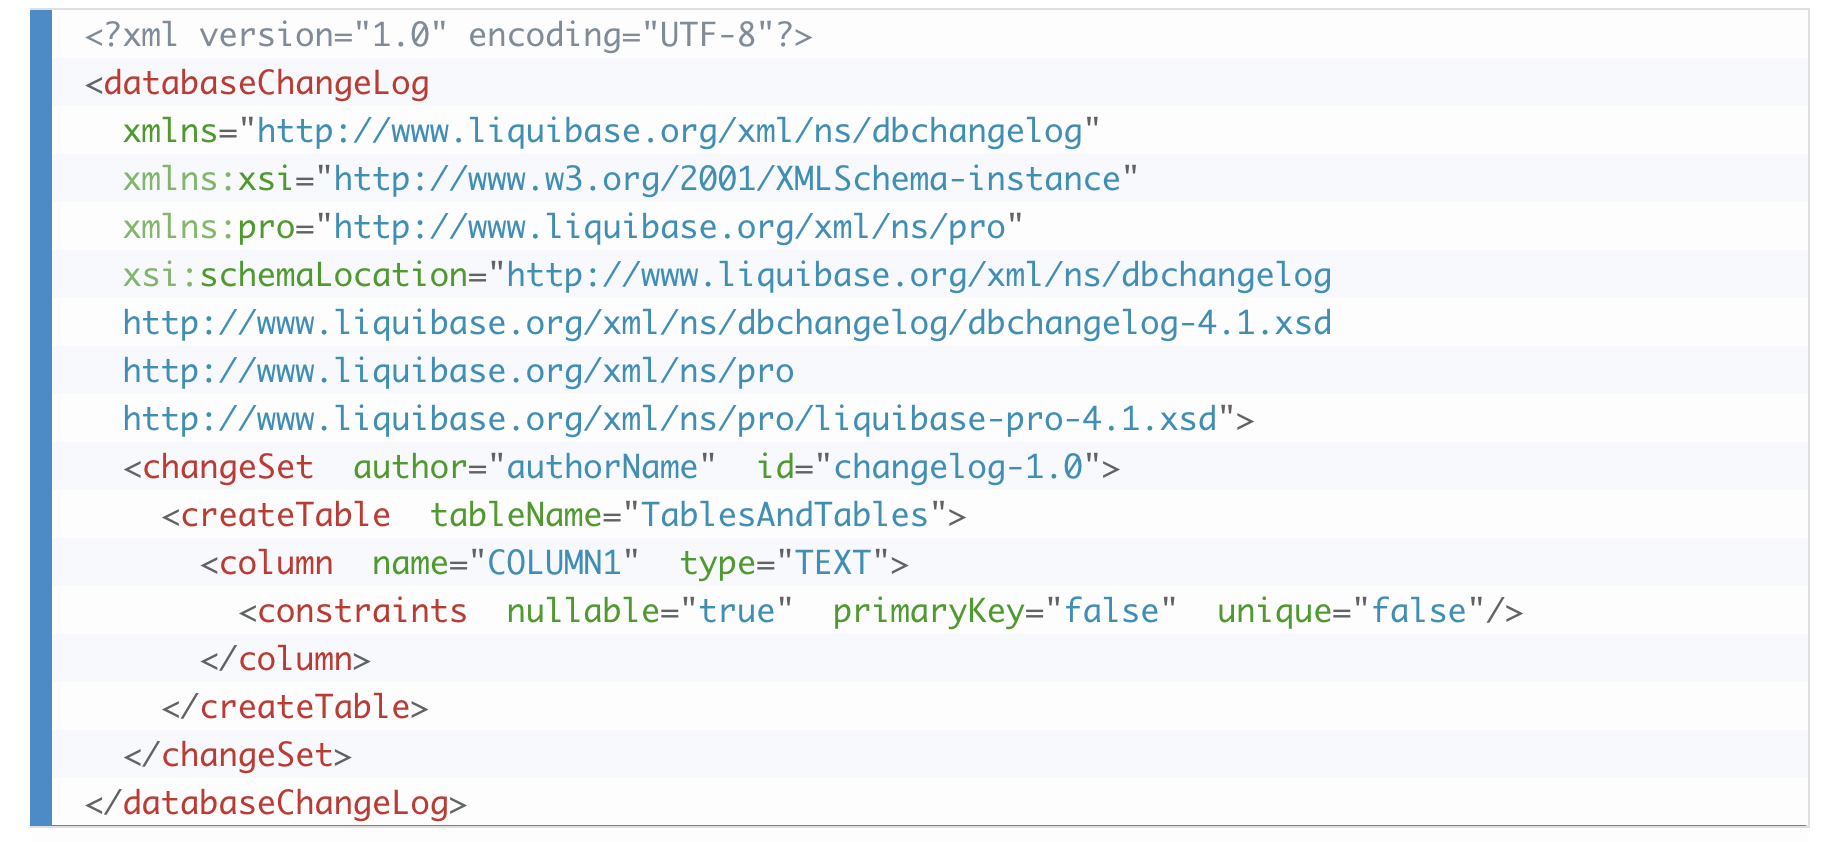 <?xml version="1.0" encoding="UTF-8"?>
<databaseChangeLog
  xmlns="http://www.liquibase.org/xml/ns/dbchangelog"
  xmlns:xsi="http://www.w3.org/2001/XMLSchema-instance"
  xmlns:pro="http://www.liquibase.org/xml/ns/pro"
  xsi:schemaLocation="http://www.liquibase.org/xml/ns/dbchangelog
  http://www.liquibase.org/xml/ns/dbchangelog/dbchangelog-4.1.xsd
  http://www.liquibase.org/xml/ns/pro
  http://www.liquibase.org/xml/ns/pro/liquibase-pro-4.1.xsd">
  <changeSet  author="authorName"  id="changelog-1.0">
    <createTable  tableName="TablesAndTables">
      <column  name="COLUMN1"  type="TEXT">
        <constraints  nullable="true"  primaryKey="false"  unique="false"/>
      </column>
    </createTable>
  </changeSet>
</databaseChangeLog>